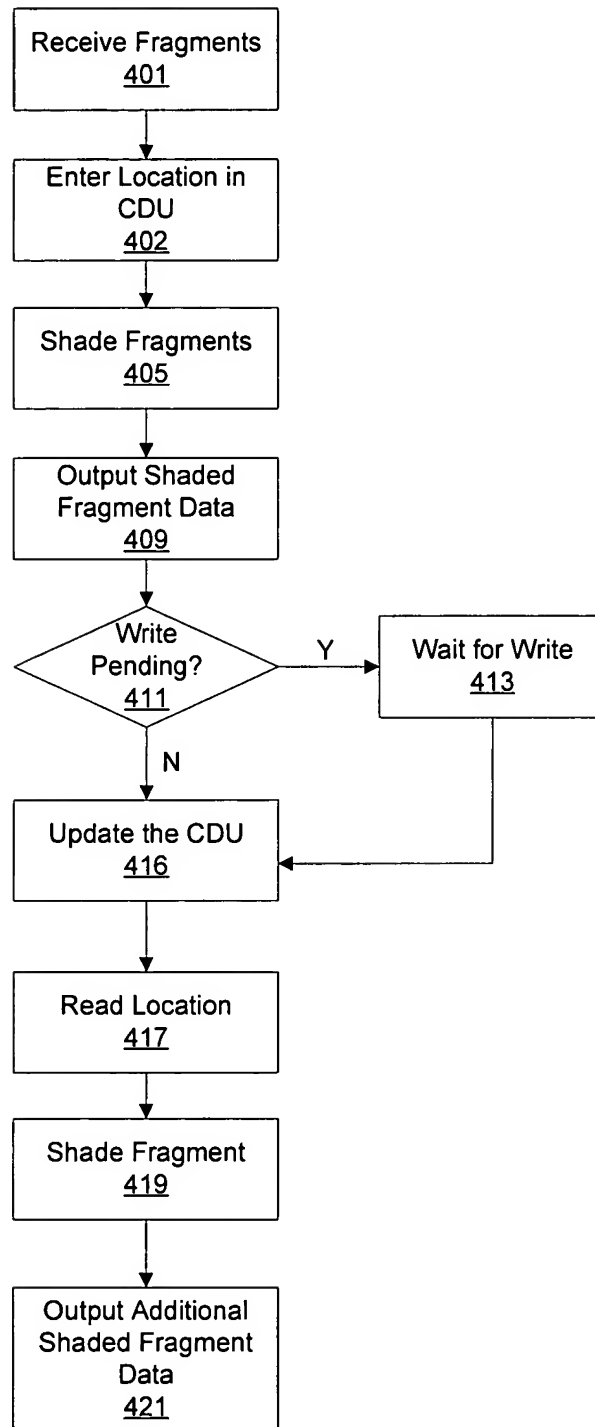 Receive Fragments
401
Enter Location in
CDU
402
Shade Fragments
405
Output Shaded
Fragment Data
409
Write
Pending?
411
Y
Wait for Write
413
N
Update the CDU
416
Read Location
417
Shade Fragment
419
Output Additional
Shaded Fragment
Data
421